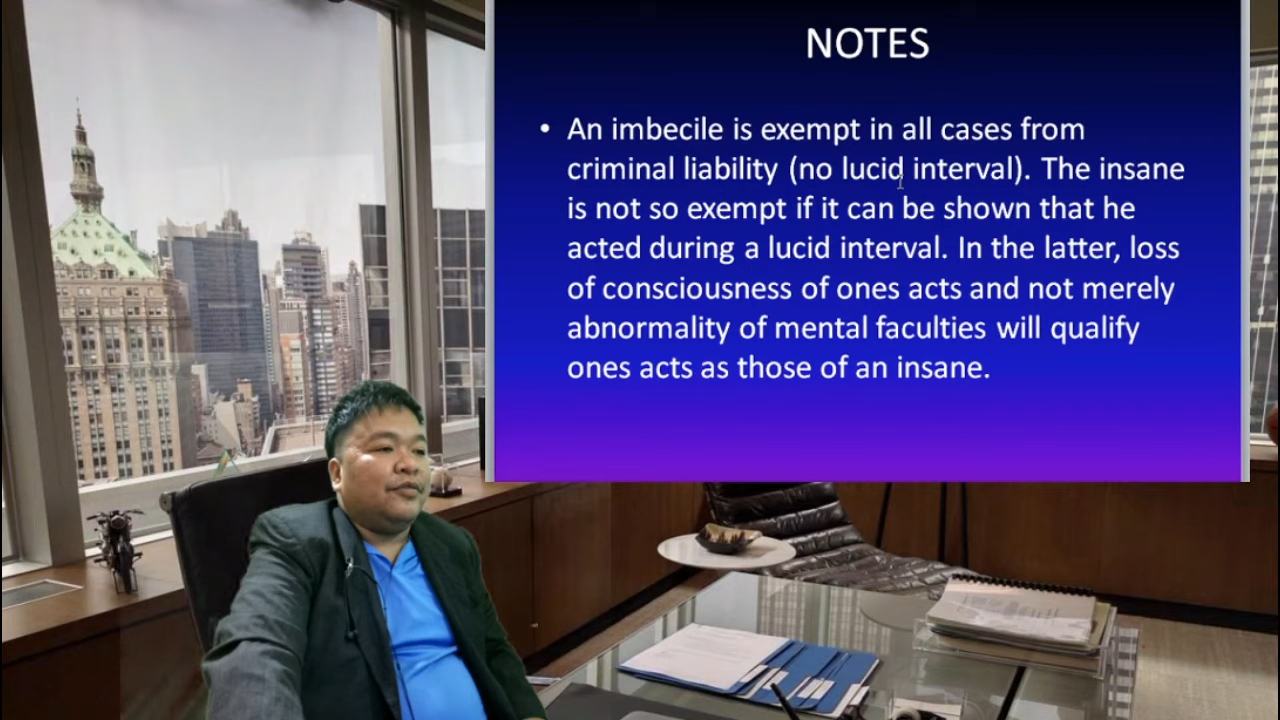 NOTES
• An imbecile is exempt in all cases from
criminal liability (no lucid interval). The insane
is not so exempt if it can be shown that he
acted during a lucid interval. In the latter, loss
of consciousness of ones acts and not merely
abnormality of mental faculties will qualify
ones acts as those of an insane.